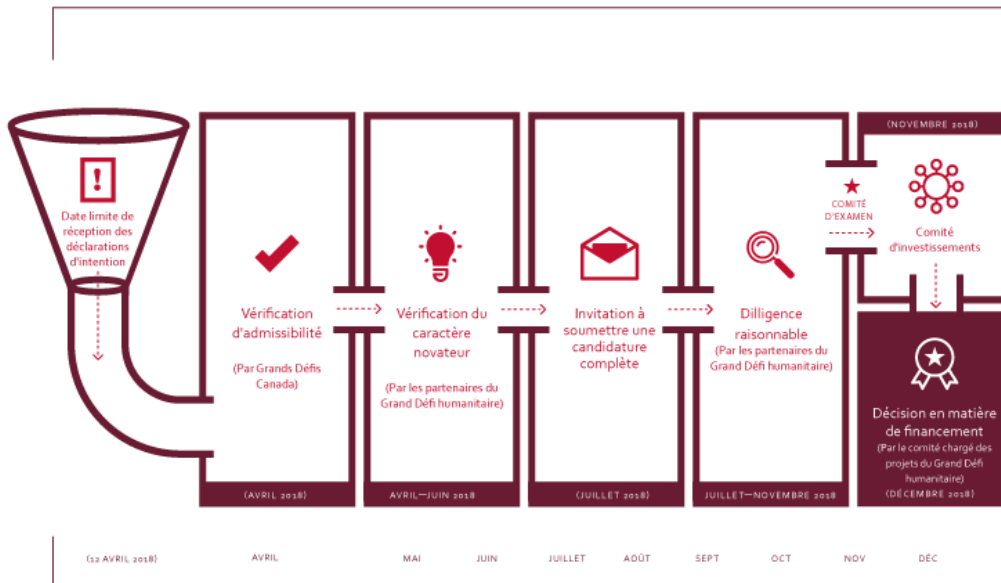 Date limite de
réception des
déclarations
d'intention
Vérification
d'admissibilité
(Par Grands Défis
Canada)
(AVRIL 2018)
Vérification du
caractère
novateur
(Par les partenaires du
Grand Défi humanitaire)
AVRIL—JUIN 2018
Invitation à
soumettre une
candidature
complète
(JUILLET 2018)
Dilligence
raisonnable
(Par les partenaires du
Grand Défi humanitaire)
JUILLET—NOVEMBRE 2018
COMITÉ
D'EXAMEN
(NOVEMBRE 2018)
Comité
d'investissements
Décision en matière
de financement
(Par le comité chargé des
projets du Grand Défi
humanitaire)
(DÉCEMBRE 2018)
(12 AVRIL 2018)
AVRIL
MAI
JUIN
JUILLET
AOÛT
SEPT
OCT
NOV
DÉC